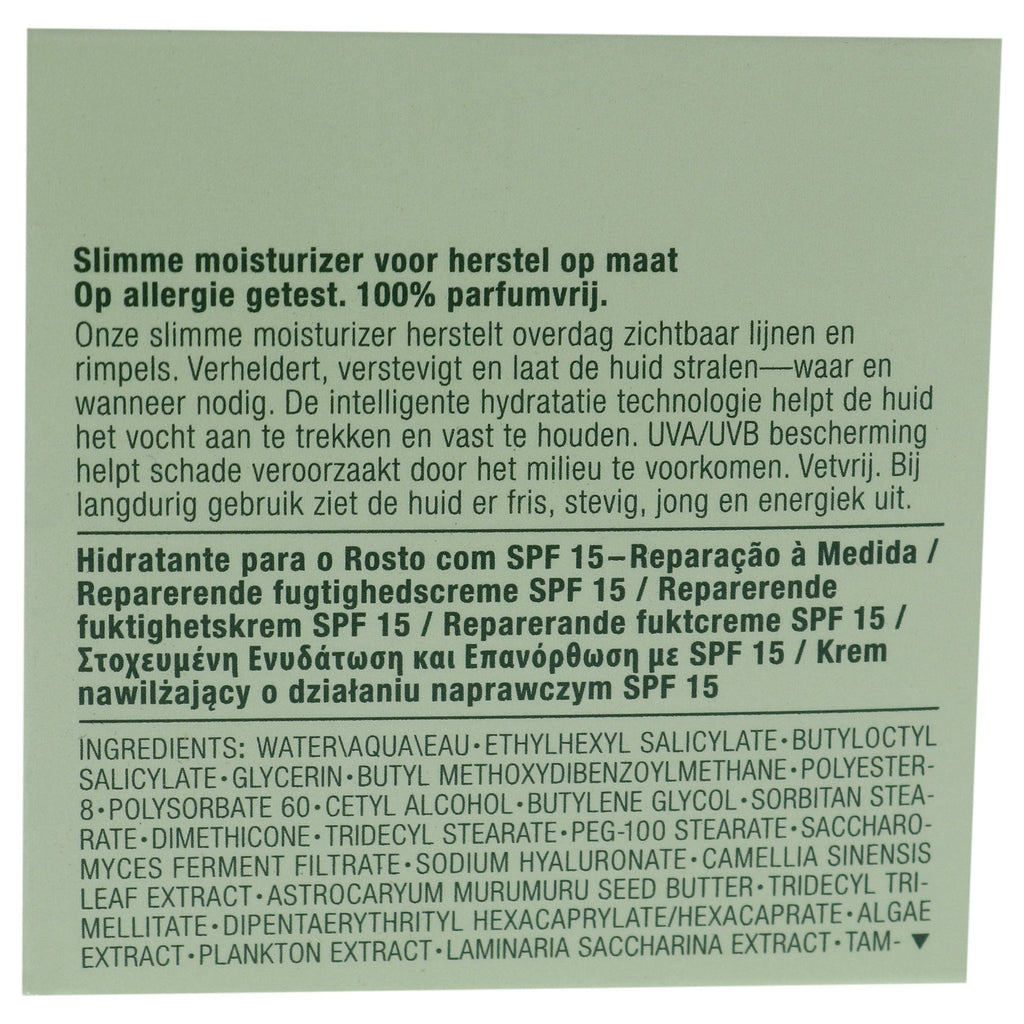 Slimme moisturizer voor herstel op maat
Op allergie getest. 100% parfumvrij.
Onze slimme moisturizer herstelt overdag zichtbaar lijnen en
rimpels. Verheldert, verstevigt en laat de huid stralen—waar en
wanneer nodig. De intelligente hydratatie technologie helpt de huid
het vocht aan te trekken en vast te houden. UVA/UVB bescherming
helpt schade veroorzaakt door het milieu te voorkomen. Vetvrij. Bij
langdurig gebruik ziet de huid er fris, stevig, jong en energiek uit.
Hidratante para o Rosto com SPF 15–Reparação à Medida /
Reparerende fugtighedscreme SPF 15 / Reparerende
fuktighetskrem SPF 15 / Reparerande fuktcreme SPF 15 /
Στοχευμένη Ενυδάτωση και Επανόρθωση με SPF 15 / Krem
nawilżający o działaniu naprawczym SPF 15
INGREDIENTS: WATER\AQUA\EAU•ETHYLHEXYL SALICYLATE•BUTYLOCTYL
SALICYLATE•GLYCERIN•BUTYL METHOXYDIBENZOYLMETHANE•POLYESTER-
8•POLYSORBATE 60•CETYL ALCOHOL•BUTYLENE GLYCOL•SORBITAN STEA-
RATE•DIMETHICONE•TRIDECYL STEARATE•PEG-100 STEARATE•SACCHARO-
MYCES FERMENT FILTRATE•SODIUM HYALURONATE•CAMELLIA SINENSIS
LEAF EXTRACT•ASTROCARYUM MURUMURU SEED BUTTER•TRIDECYL TRI-
MELLITATE•DIPENTAERYTHRITYL HEXACAPRYLATE/HEXACAPRATE•ALGAE
EXTRACT•PLANKTON EXTRACT•LAMINARIA SACCHARINA EXTRACT•TAM- ▼